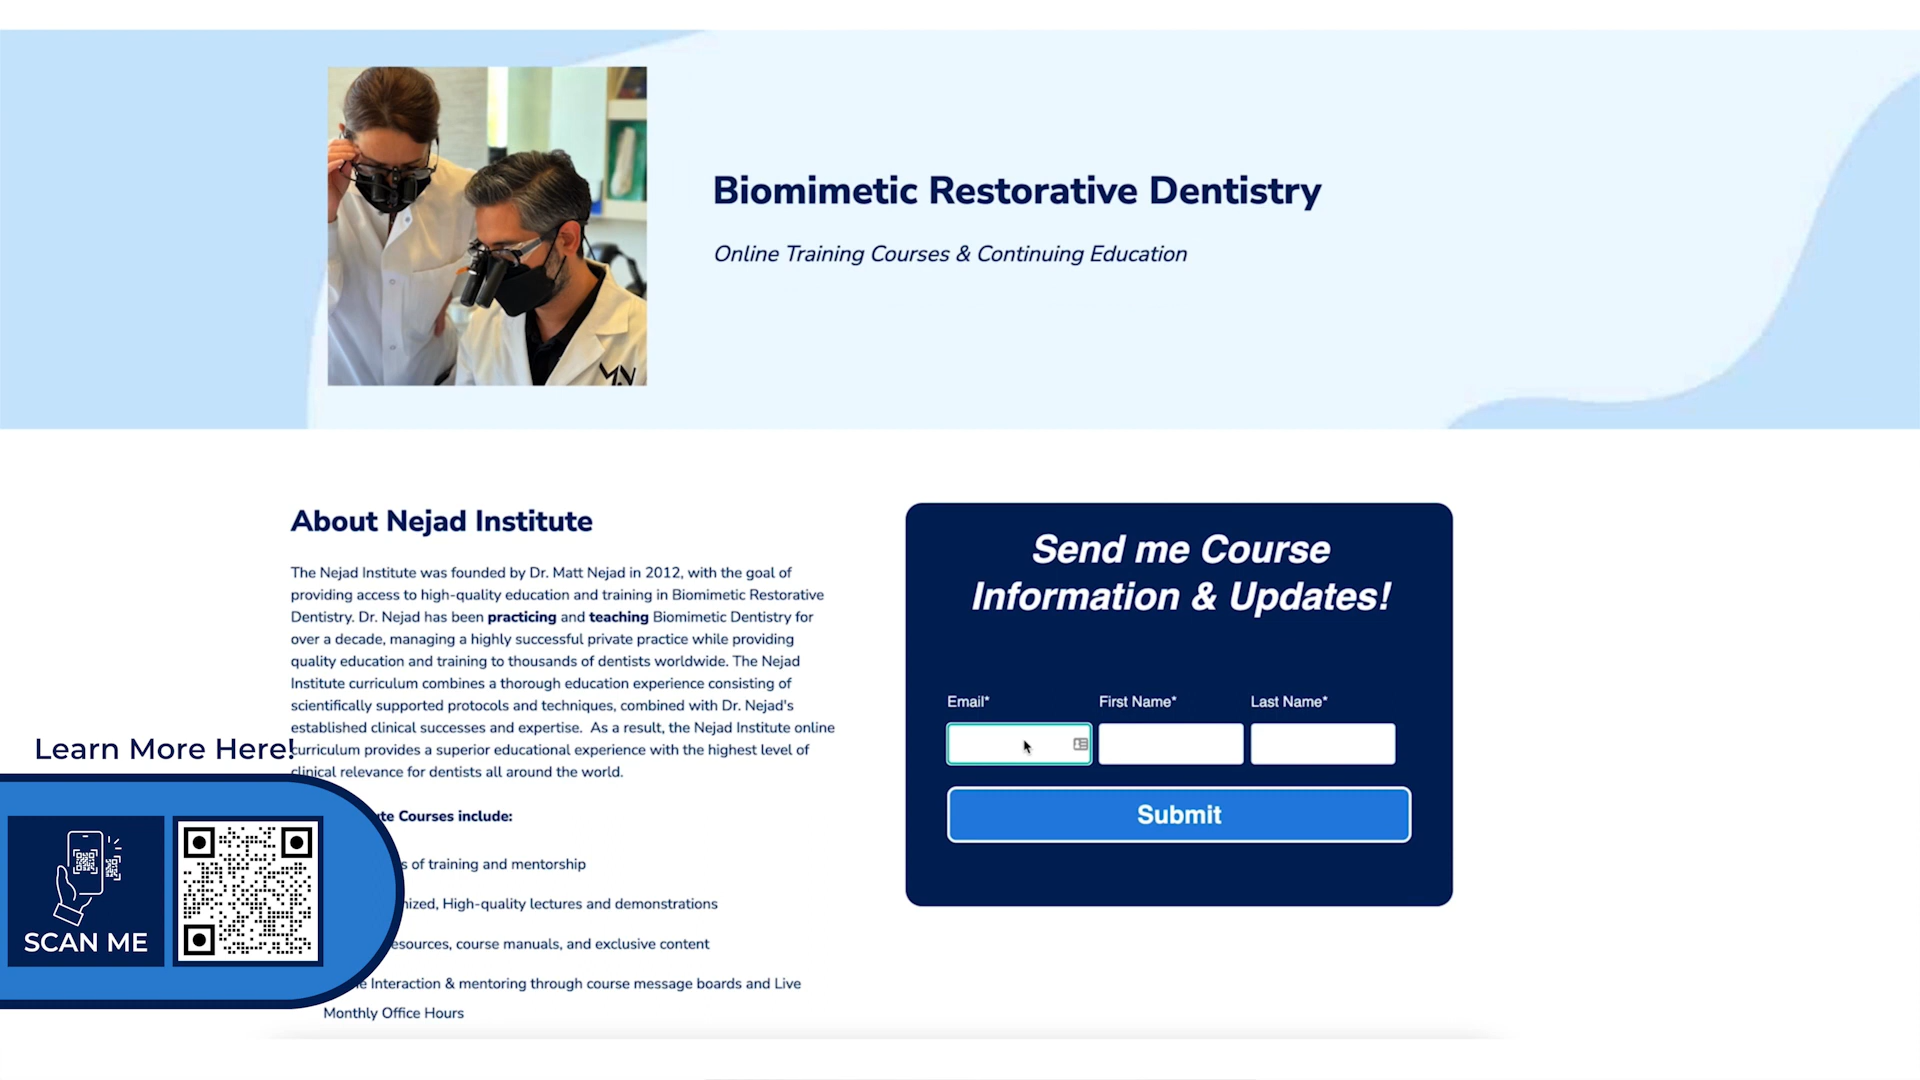 Biomimetic Restorative Dentistry
Online Training Courses & Continuing Education
About Nejad Institute
The Nejad Institute was founded by Dr. Matt Nejad in 2012, with the goal of
providing access to high-quality education and training in Biomimetic Restorative
Dentistry. Dr. Nejad has been practicing and teaching Biomimetic Dentistry for
over a decade, managing a highly successful private practice while providing
quality education and training to thousands of dentists worldwide. The Nejad
Institute curriculum combines a thorough education experience consisting of
scientifically supported protocols and techniques, combined with Dr. Nejad's
established clinical successes and expertise. As a result, the Nejad Institute online
curriculum provides a superior educational experience with the highest level of
clinical relevance for dentists all around the world.
Courses include:
of training and mentorship
High-quality lectures and demonstrations
course manuals, and exclusive content
Interaction & mentoring through course message boards and Live
Monthly Office Hours
Send me Course
Information & Updates!
Email*
First Name*
Last Name*
Submit
Learn More Here!
SCAN ME